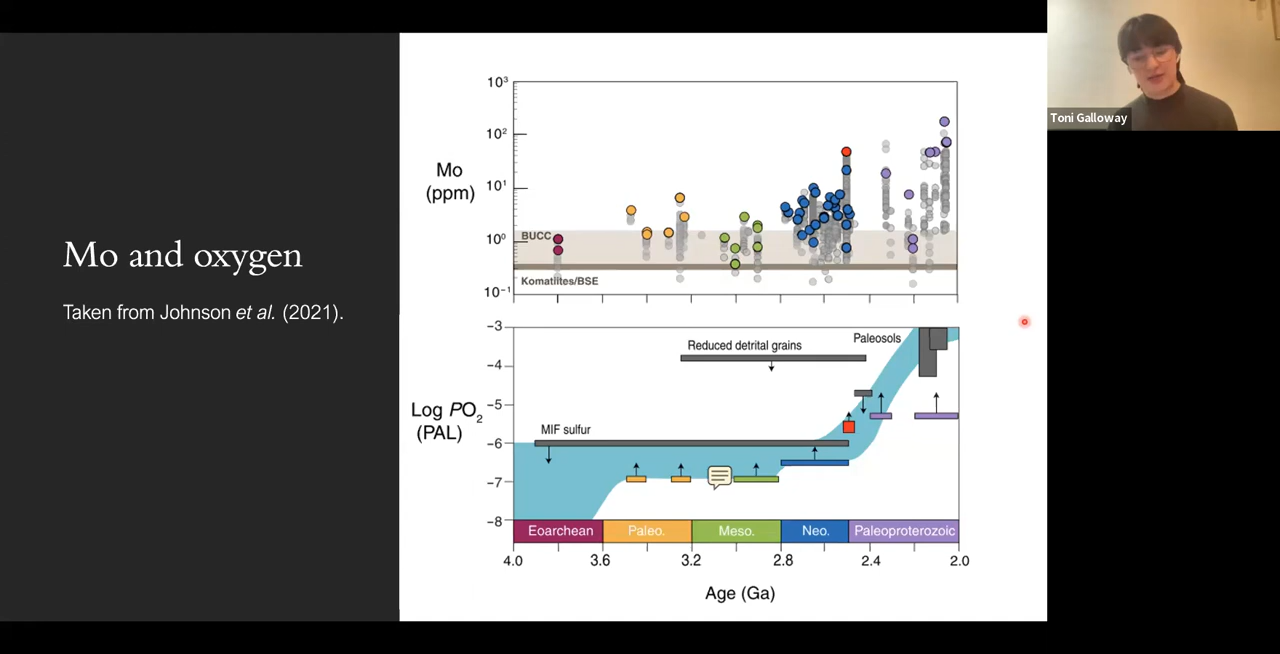 Mo and oxygen
Taken from Johnson et al. (2021).
Mo
(ppm)
10³
10²
10¹
10⁰
10⁻¹
BUCC
Komatiites/BSE
Log PO₂
(PAL)
−3
−4
−5
−6
−7
−8
Reduced detrital grains
Paleosols
MIF sulfur
Eoarchean Paleo. Meso. Neo. Paleoproterozoic
4.0 3.6 3.2 2.8 2.4 2.0
Age (Ga)
Toni Galloway